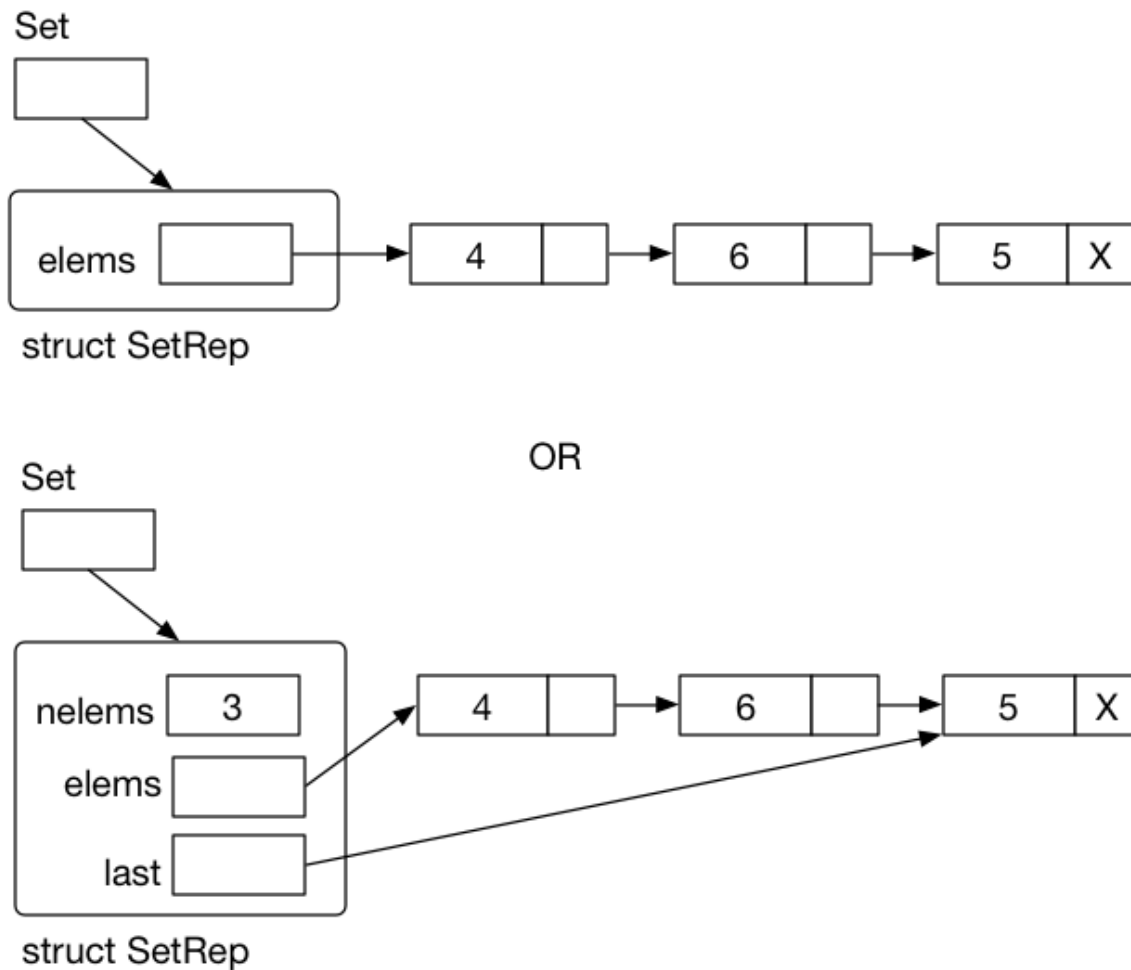 Set
elems 4 6 5 X
struct SetRep
OR
Set
nelems 3 4 6 5 X
elems
last
struct SetRep